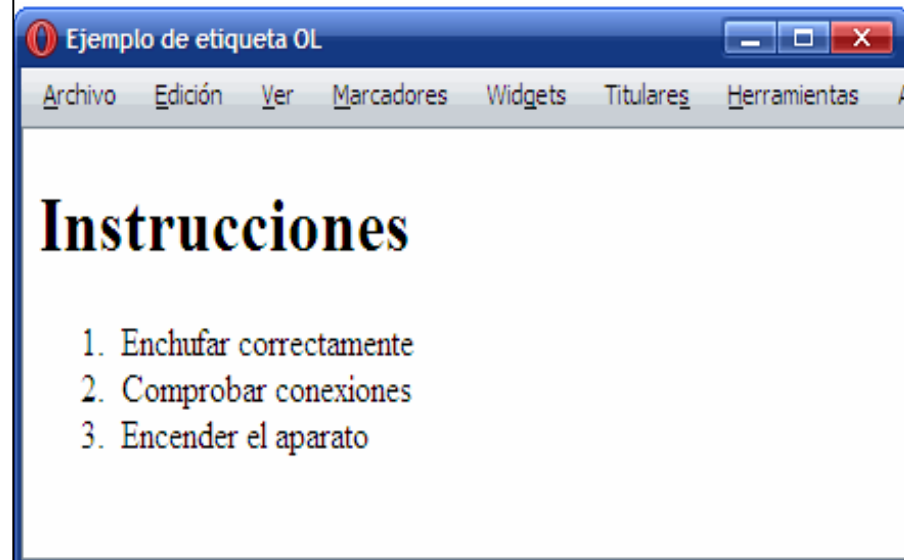 Ejemplo de etiqueta OL
Archivo Edición Ver Marcadores Widgets Titulares Herramientas
Instrucciones
1. Enchufar correctamente
2. Comprobar conexiones
3. Encender el aparato